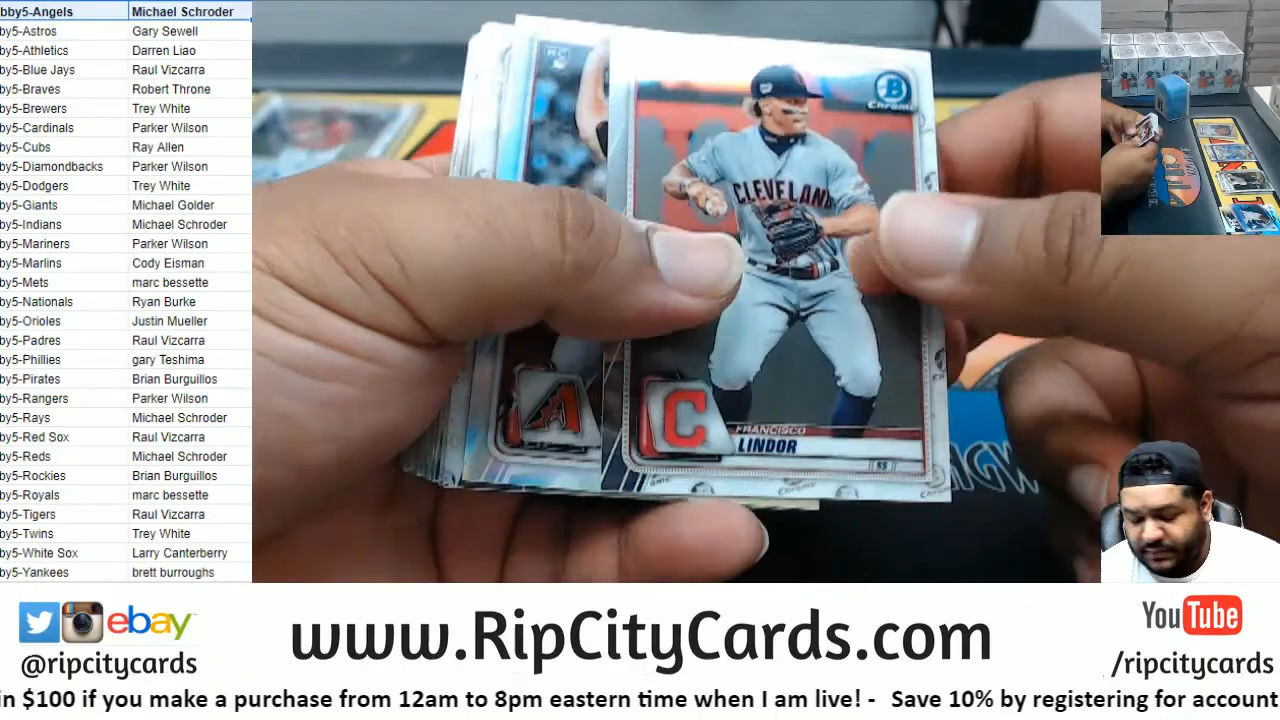 bby5-Angels Michael Schroder
by5-Astros Gary Sewell
by5-Athletics Darren Liao
by5-Blue Jays Raul Vizcarra
by5-Braves Robert Throne
by5-Brewers Trey White
by5-Cardinals Parker Wilson
by5-Cubs Ray Allen
by5-Diamondbacks Parker Wilson
by5-Dodgers Trey White
by5-Giants Michael Golder
by5-Indians Michael Schroder
by5-Mariners Parker Wilson
by5-Marlins Cody Eisman
by5-Mets marc bessette
by5-Nationals Ryan Burke
by5-Orioles Justin Mueller
by5-Padres Raul Vizcarra
by5-Phillies gary Teshima
by5-Pirates Brian Burguillos
by5-Rangers Parker Wilson
by5-Rays Michael Schroder
by5-Red Sox Raul Vizcarra
by5-Reds Michael Schroder
by5-Rockies Brian Burguillos
by5-Royals marc bessette
by5-Tigers Raul Vizcarra
by5-Twins Trey White
by5-White Sox Larry Canterberry
by5-Yankees brett burroughs
RC
B
Chrome
CLEVELAND
A
C
FRANCISCO
LINDOR
SS
Chrome
ebay
@ripcitycards
www.RipCityCards.com
YouTube
/ripcitycards
in $100 if you make a purchase from 12am to 8pm eastern time when I am live! - Save 10% by registering for account